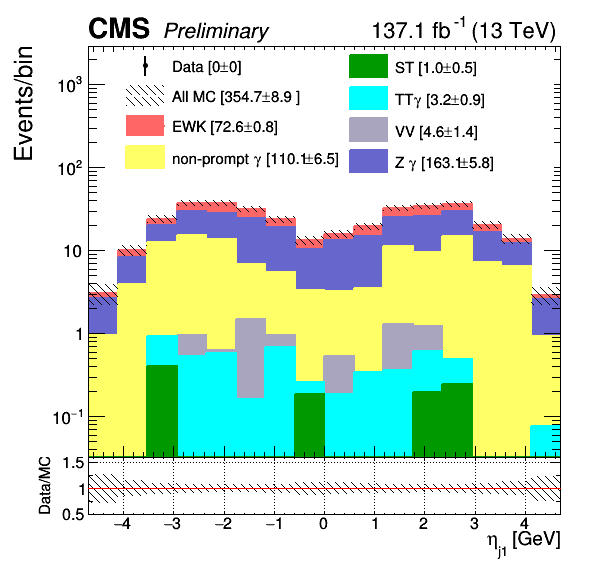 CMS Preliminary 137.1 fb⁻¹ (13 TeV)
Events/bin
Data [0±0]
All MC [354.7±8.9 ]
EWK [72.6±0.8]
non-prompt γ [110.1±6.5]
ST [1.0±0.5]
TTγ [3.2±0.9]
VV [4.6±1.4]
Z γ [163.1±5.8]
10³
10²
10
1
10⁻¹
Data/MC
1.5
1
0.5
−4 −3 −2 −1 0 1 2 3 4
η_j1 [GeV]